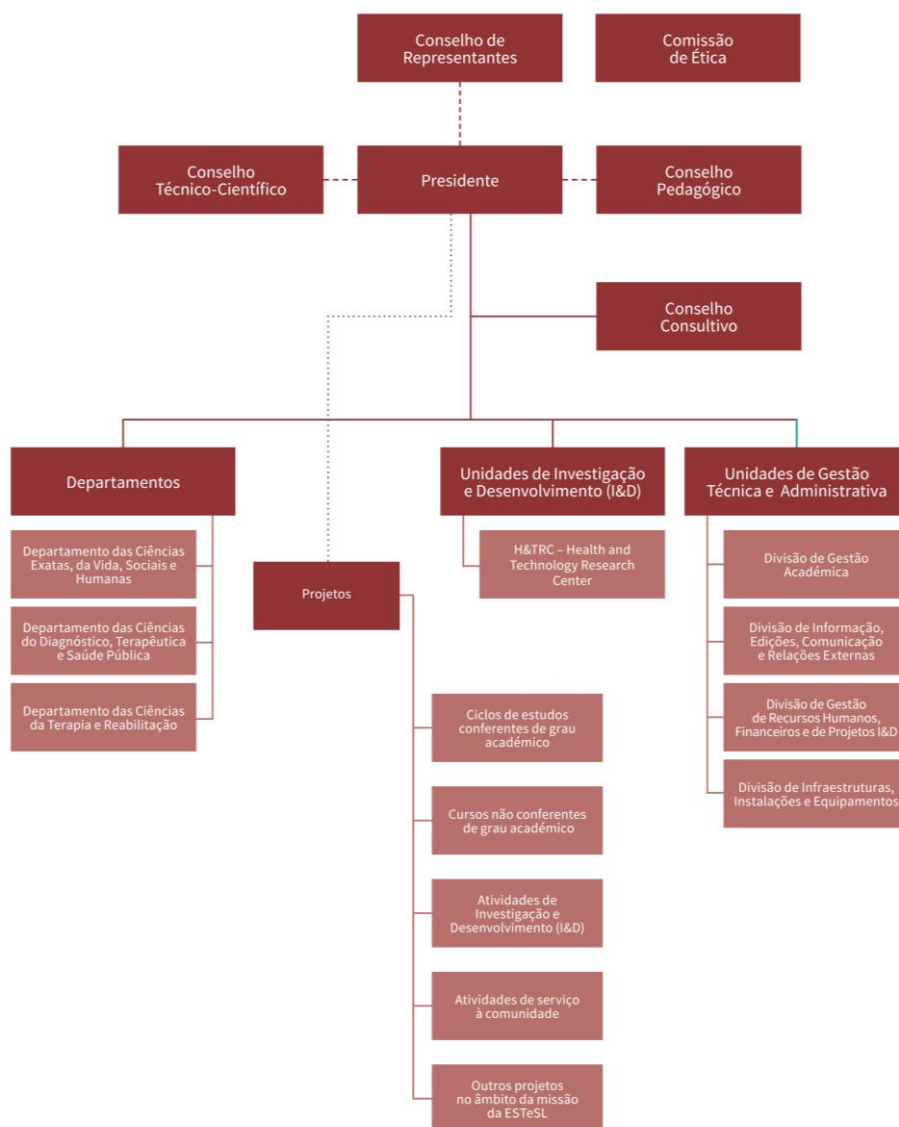 Conselho de
Representantes
Comissão
de Ética
Conselho
Técnico-Científico
Presidente
Conselho
Pedagógico
Conselho
Consultivo
Departamentos
Unidades de Investigação
e Desenvolvimento (I&D)
Unidades de Gestão
Técnica e Administrativa
Departamento das Ciências
Exatas, da Vida, Sociais e
Humanas
Departamento das Ciências
do Diagnóstico, Terapêutica
e Saúde Pública
Departamento das Ciências
da Terapia e Reabilitação
Projetos
H&TRC – Health and
Technology Research
Center
Divisão de Gestão
Académica
Divisão de Informação,
Edições, Comunicação
e Relações Externas
Divisão de Gestão
de Recursos Humanos,
Financeiros e de Projetos I&D
Divisão de Infraestruturas,
Instalações e Equipamentos
Ciclos de estudos
conferentes de grau
académico
Cursos não conferentes
de grau académico
Atividades de
Investigação e
Desenvolvimento (I&D)
Atividades de serviço
à comunidade
Outros projetos
no âmbito da missão
da ESTeSL